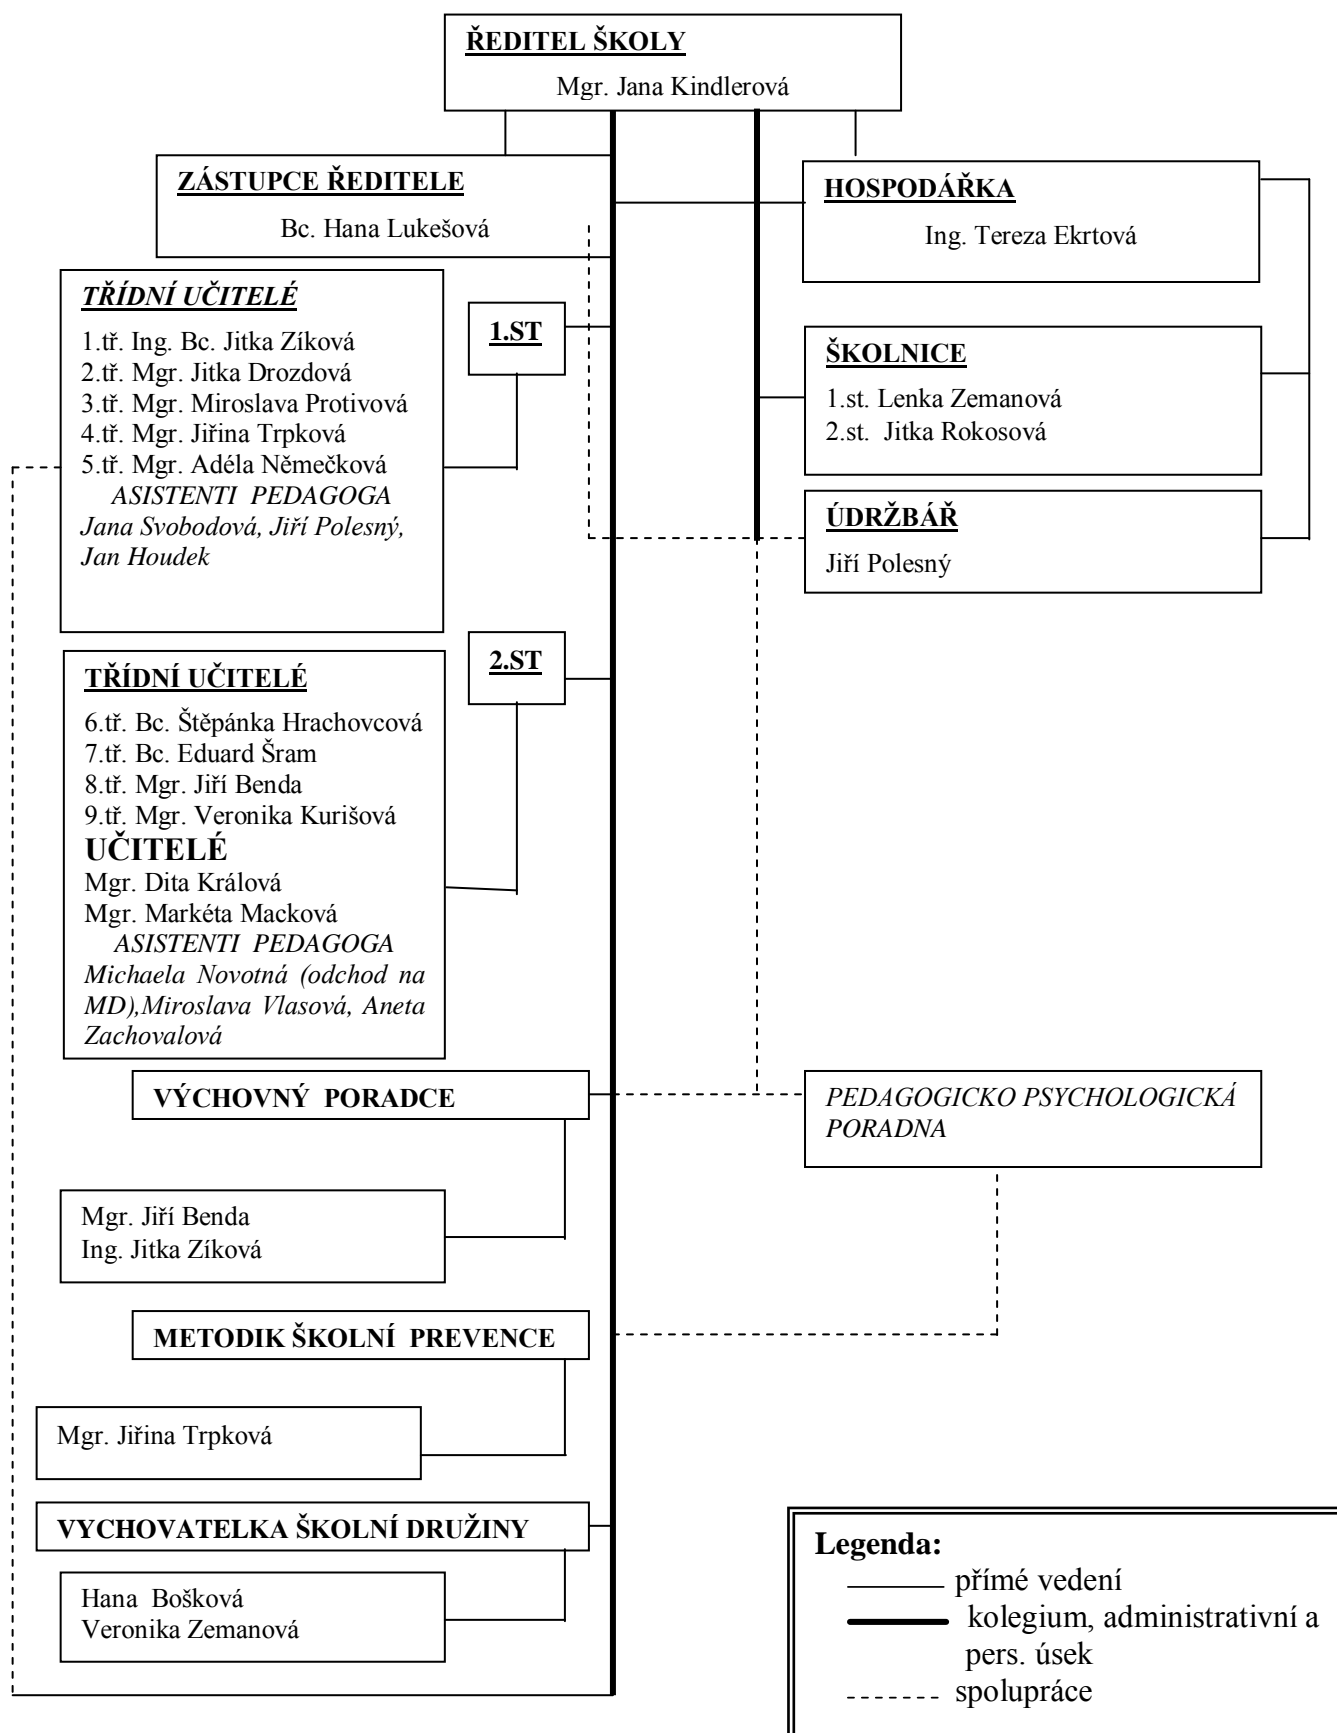 ŘEDITEL ŠKOLY
Mgr. Jana Kindlerová
ZÁSTUPCE ŘEDITELE
Bc. Hana Lukešová
HOSPODÁŘKA
Ing. Tereza Ekrtová
TŘÍDNÍ UČITELÉ
1.tř. Ing. Bc. Jitka Zíková
2.tř. Mgr. Jitka Drozdová
3.tř. Mgr. Miroslava Protivová
4.tř. Mgr. Jiřina Trpková
5.tř. Mgr. Adéla Němečková
ASISTENTI PEDAGOGA
Jana Svobodová, Jiří Polesný,
Jan Houdek
1.ST
ŠKOLNICE
1.st. Lenka Zemanová
2.st. Jitka Rokosová
ÚDRŽBÁŘ
Jiří Polesný
2.ST
TŘÍDNÍ UČITELÉ
6.tř. Bc. Štěpánka Hrachovcová
7.tř. Bc. Eduard Šram
8.tř. Mgr. Jiří Benda
9.tř. Mgr. Veronika Kurišová
UČITELÉ
Mgr. Dita Králová
Mgr. Markéta Macková
ASISTENTI PEDAGOGA
Michaela Novotná (odchod na
MD),Miroslava Vlasová, Aneta
Zachovalová
VÝCHOVNÝ PORADCE
PEDAGOGICKO PSYCHOLOGICKÁ
PORADNA
Mgr. Jiří Benda
Ing. Jitka Zíková
METODIK ŠKOLNÍ PREVENCE
Mgr. Jiřina Trpková
VYCHOVATELKA ŠKOLNÍ DRUŽINY
Hana Bošková
Veronika Zemanová
Legenda:
přímé vedení
kolegium, administrativní a
pers. úsek
spolupráce